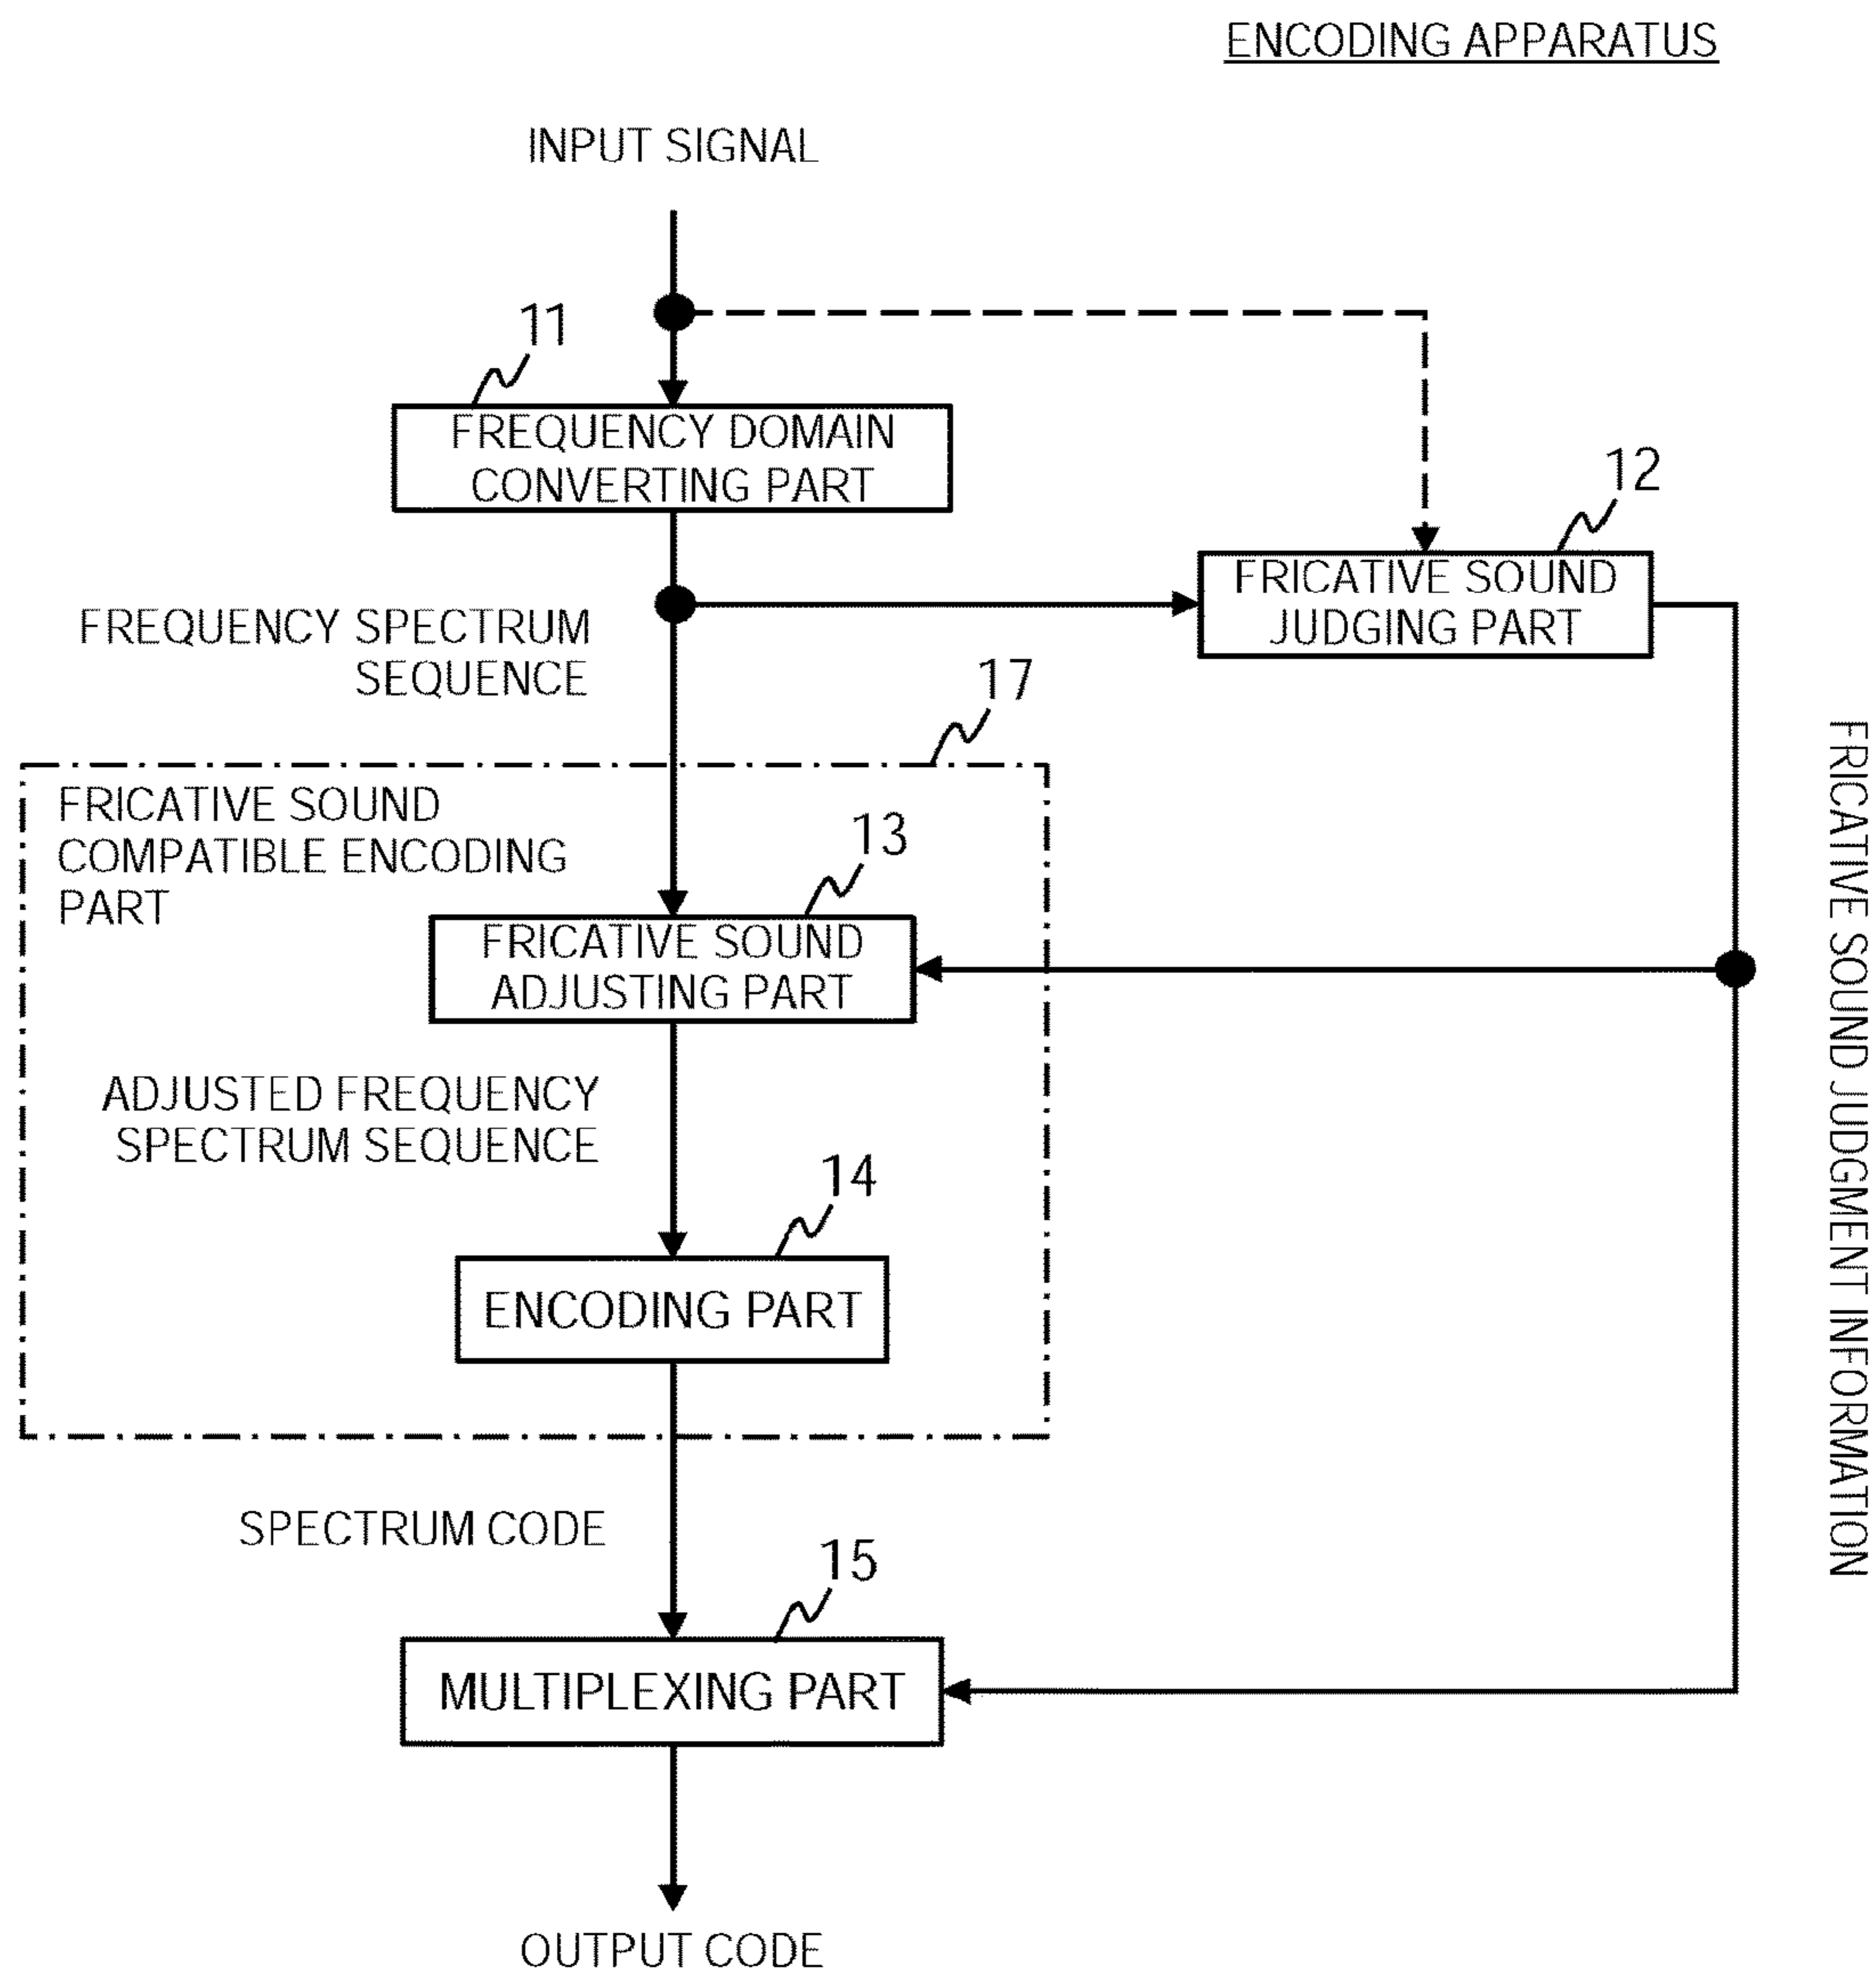 ENCODING APPARATUS
INPUT SIGNAL
11
FREQUENCY DOMAIN
CONVERTING PART
12
FRICATIVE SOUND
JUDGING PART
FREQUENCY SPECTRUM
SEQUENCE
17
FRICATIVE SOUND
COMPATIBLE ENCODING
PART
13
FRICATIVE SOUND
ADJUSTING PART
FRICATIVE SOUND JUDGMENT INFORMATION
ADJUSTED FREQUENCY
SPECTRUM SEQUENCE
14
ENCODING PART
SPECTRUM CODE
15
MULTIPLEXING PART
OUTPUT CODE